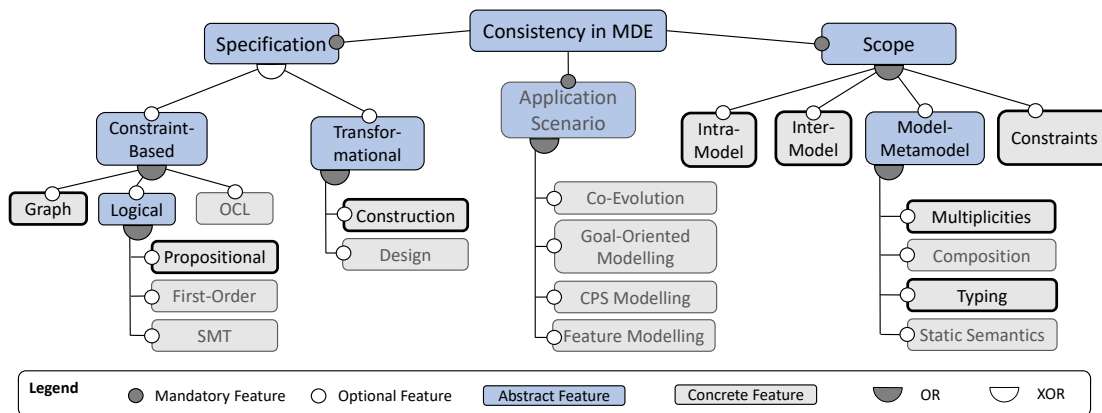 Consistency in MDE
Specification
Scope
Application
Scenario
Constraint-
Based
Transfor-
mational
Intra-
Model
Inter-
Model
Model-
Metamodel
Constraints
Graph
Logical
OCL
Construction
Design
Propositional
First-Order
SMT
Co-Evolution
Goal-Oriented
Modelling
CPS Modelling
Feature Modelling
Multiplicities
Composition
Typing
Static Semantics
Legend
Mandatory Feature
Optional Feature
Abstract Feature
Concrete Feature
OR
XOR